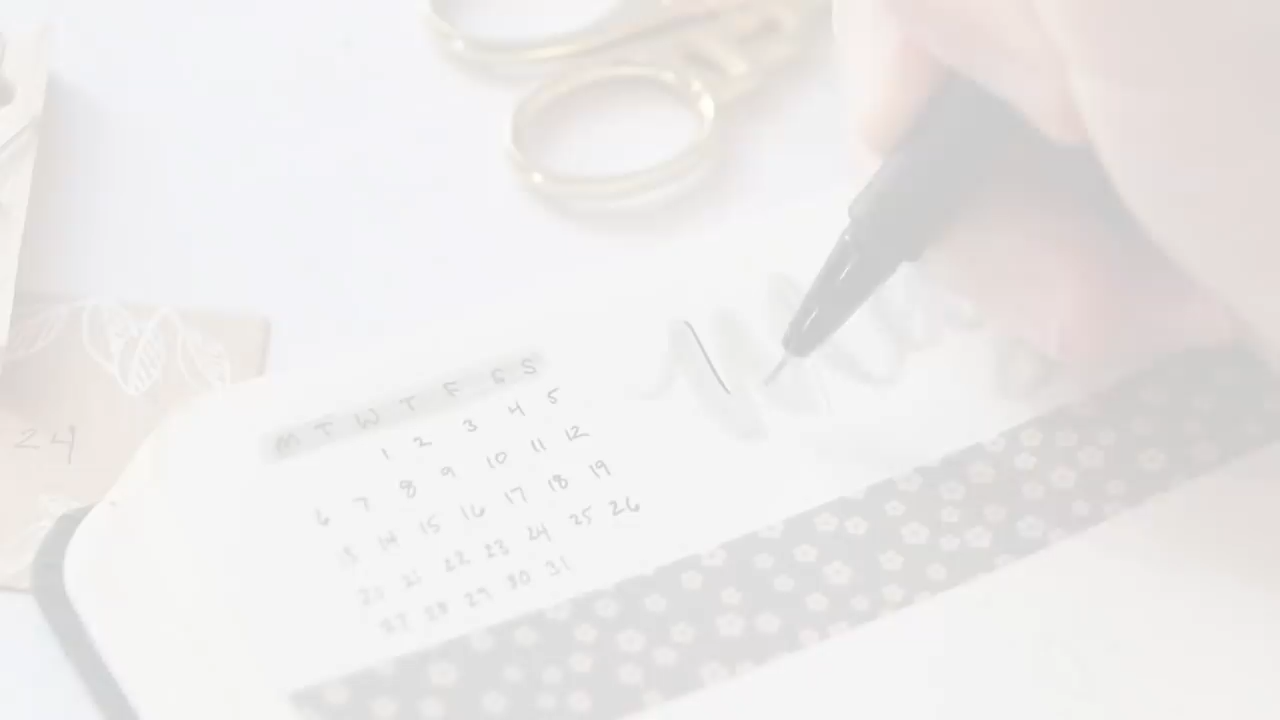 M T W T F S S
1 2 3 4 5
6 7 8 9 10 11 12
13 14 15 16 17 18 19
20 21 22 23 24 25 26
27 28 29 30 31
24